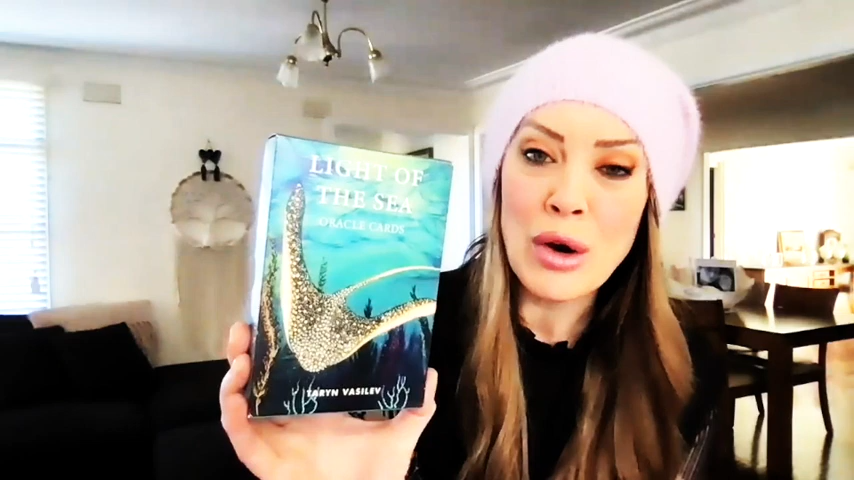 LIGHT OF
THE SEA
ORACLE CARDS
TARYN VASILEV